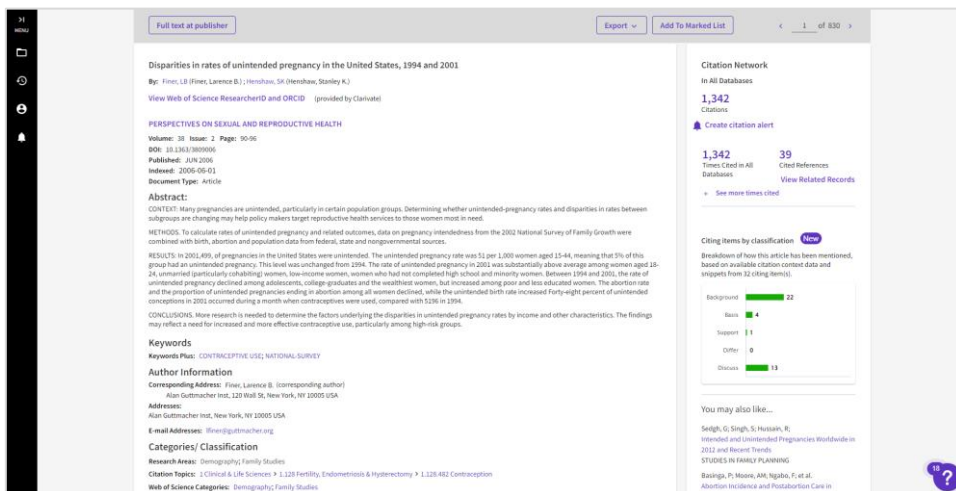 MENU
Full text at publisher
Export
Add To Marked List
1 of 830
Disparities in rates of unintended pregnancy in the United States, 1994 and 2001
By: Finer, LB (Finer, Larence B.) ; Henshaw, SK (Henshaw, Stanley K.)
View Web of Science ResearcherID and ORCID (provided by Clarivate)
PERSPECTIVES ON SEXUAL AND REPRODUCTIVE HEALTH
Volume: 38 Issue: 2 Page: 90-96
DOI: 10.1363/3809006
Published: JUN 2006
Indexed: 2006-06-01
Document Type: Article
Abstract:
CONTEXT: Many pregnancies are unintended, particularly in certain population groups. Determining whether unintended-pregnancy rates and disparities in rates between
subgroups are changing may help policy makers target reproductive health services to those women most in need.
METHODS. To calculate rates of unintended pregnancy and related outcomes, data on pregnancy intendedness from the 2002 National Survey of Family Growth were
combined with birth, abortion and population data from federal, state and nongovernmental sources.
RESULTS: In 2001,499, of pregnancies in the United States were unintended. The unintended pregnancy rate was 51 per 1,000 women aged 15-44, meaning that 5% of this
group had an unintended pregnancy. This level was unchanged from 1994. The rate of unintended pregnancy in 2001 was substantially above average among women aged 18-
24, unmarried (particularly cohabiting) women, low-income women, women who had not completed high school and minority women. Between 1994 and 2001, the rate of
unintended pregnancy declined among adolescents, college-graduates and the wealthiest women, but increased among poor and less educated women. The abortion rate
and the proportion of unintended pregnancies ending in abortion among all women declined, while the unintended birth rate increased Forty-eight percent of unintended
conceptions in 2001 occurred during a month when contraceptives were used, compared with 5196 in 1994.
CONCLUSIONS. More research is needed to determine the factors underlying the disparities in unintended pregnancy rates by income and other characteristics. The findings
may reflect a need for increased and more effective contraceptive use, particularly among high-risk groups.
Keywords
Keywords Plus: CONTRACEPTIVE USE; NATIONAL-SURVEY
Author Information
Corresponding Address: Finer, Larence B. (corresponding author)
Alan Guttmacher Inst, 120 Wall St, New York, NY 10005 USA
Addresses:
Alan Guttmacher Inst, New York, NY 10005 USA
E-mail Addresses: lfiner@guttmacher.org
Categories/ Classification
Research Areas: Demography; Family Studies
Citation Topics: 1 Clinical & Life Sciences > 1.128 Fertility, Endometriosis & Hysterectomy > 1.128.482 Contraception
Web of Science Categories: Demography; Family Studies
Citation Network
In All Databases
1,342
Citations
Create citation alert
1,342 39
Times Cited in All Cited References
Databases
View Related Records
+ See more times cited
Citing items by classification New
Breakdown of how this article has been mentioned,
based on available citation context data and
snippets from 32 citing item(s).
Background 22
Basis 4
Support 1
Differ 0
Discuss 13
You may also like...
Sedgh, G; Singh, S; Hussain, R;
Intended and Unintended Pregnancies Worldwide in
2012 and Recent Trends
STUDIES IN FAMILY PLANNING
Basinga, P; Moore, AM; Ngabo, F; et al.
Abortion Incidence and Postabortion Care in
18
?